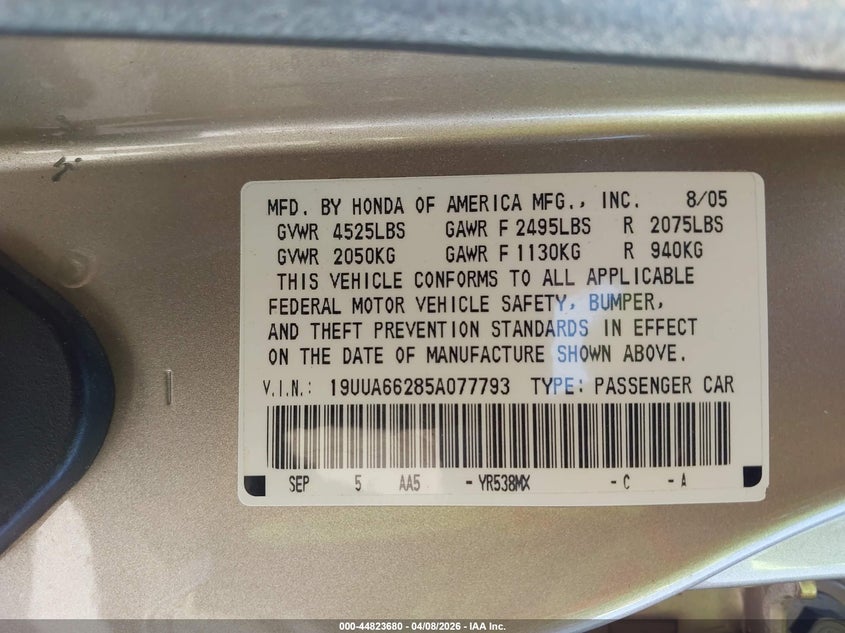 MFD. BY HONDA OF AMERICA MFG., INC. 8/05
GVWR 4525LBS GAWR F 2495LBS R 2075LBS
GVWR 2050KG GAWR F 1130KG R 940KG
THIS VEHICLE CONFORMS TO ALL APPLICABLE
FEDERAL MOTOR VEHICLE SAFETY, BUMPER,
AND THEFT PREVENTION STANDARDS IN EFFECT
ON THE DATE OF MANUFACTURE SHOWN ABOVE.
V.I.N.: 19UUA66285A077793 TYPE: PASSENGER CAR
SEP 5 AA5 - YR538MX - C - A
000-44823680 - 04/08/2026 - IAA Inc.